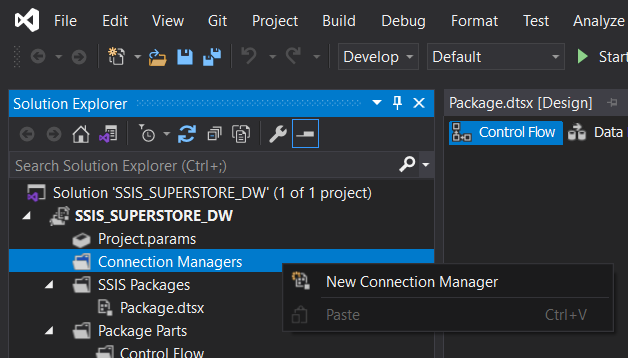 File Edit View Git Project Build Debug Format Test Analyze
Develop Default Start
Solution Explorer
Package.dtsx [Design]
Control Flow Data
Search Solution Explorer (Ctrl+;)
Solution 'SSIS_SUPERSTORE_DW' (1 of 1 project)
SSIS_SUPERSTORE_DW
Project.params
Connection Managers
New Connection Manager
SSIS Packages
Package.dtsx
Paste Ctrl+V
Package Parts
Control Flow